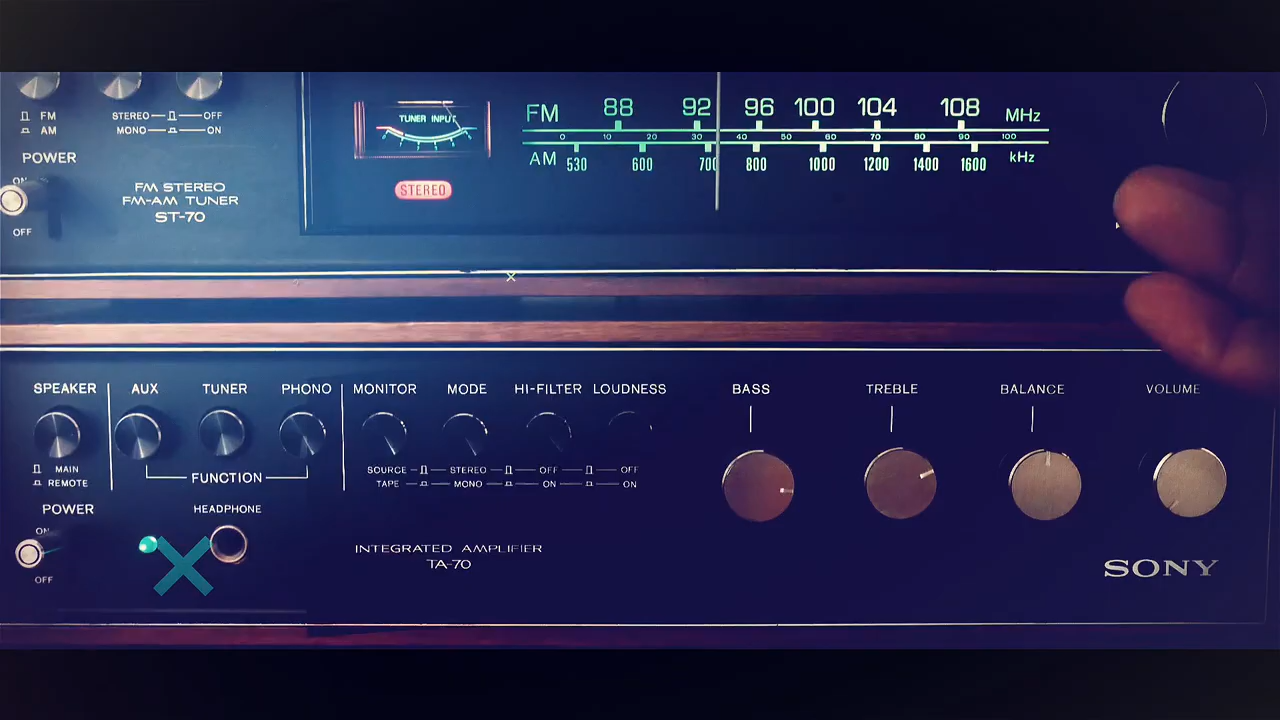 FM
AM
STEREO OFF
MONO ON
POWER
ON
OFF
FM STEREO
FM-AM TUNER
ST-70
TUNER INPUT
STEREO
FM 88 92 96 100 104 108 MHz
0 10 20 30 40 50 70 80 90 100
AM 530 600 700 800 1000 1200 1400 1600 kHz
SPEAKER AUX TUNER PHONO MONITOR MODE HI-FILTER LOUDNESS BASS TREBLE BALANCE VOLUME
MAIN
REMOTE
FUNCTION
SOURCE STEREO OFF OFF
TAPE MONO ON ON
POWER
ON
OFF
HEADPHONE
INTEGRATED AMPLIFIER
TA-70
SONY